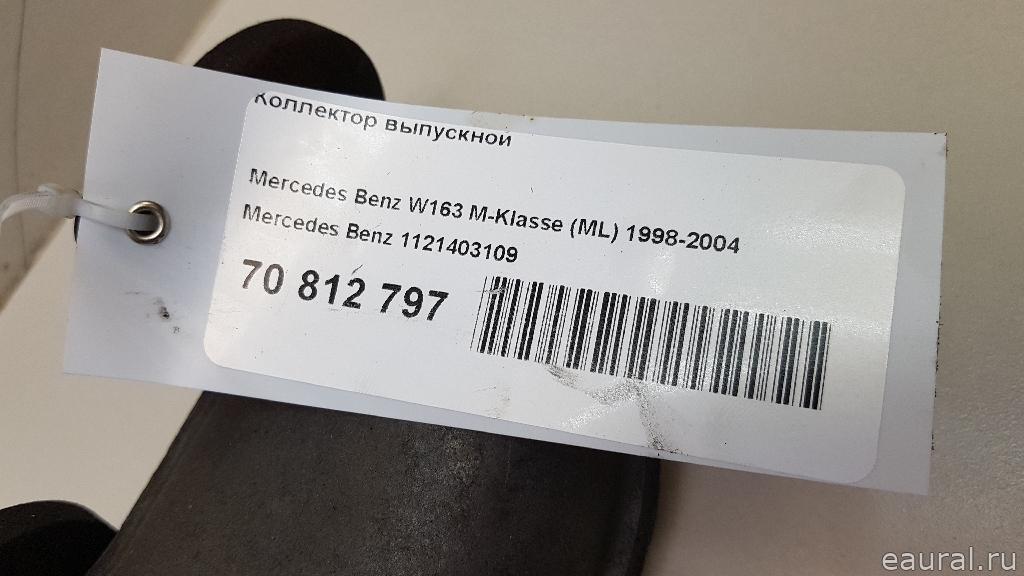 Коллектор выпускной
Mercedes Benz W163 M-Klasse (ML) 1998-2004
Mercedes Benz 1121403109
70 812 797
eaural.ru